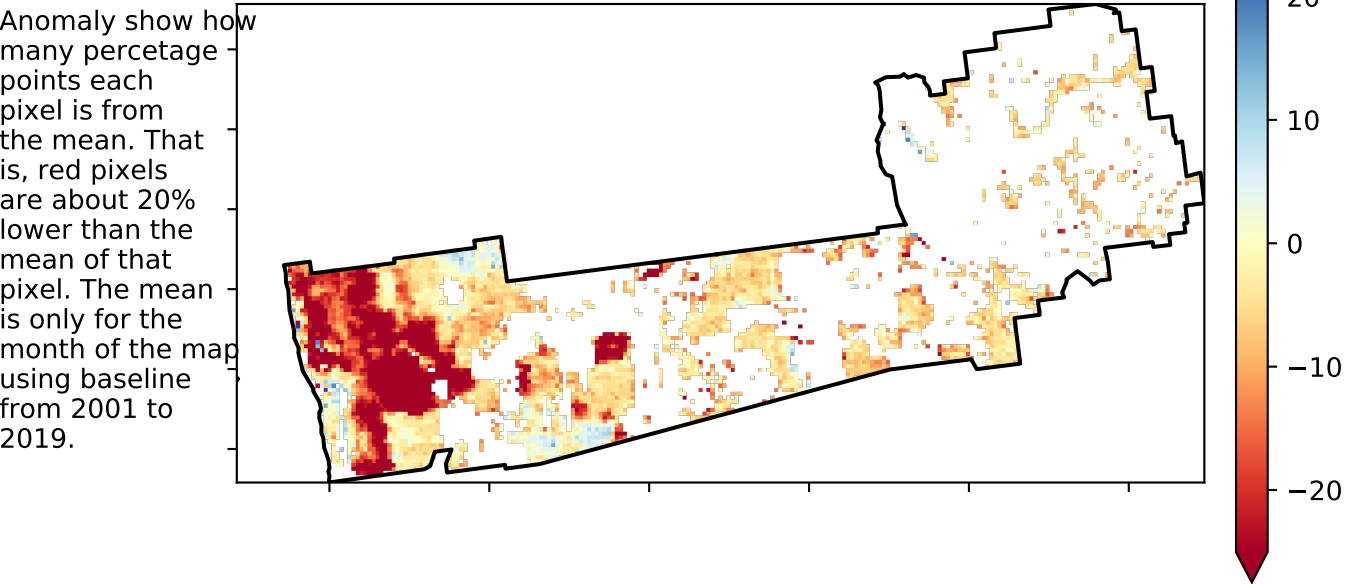 Anomaly show how
many percetage
points each
pixel is from
the mean. That
is, red pixels
are about 20%
lower than the
mean of that
pixel. The mean
is only for the
month of the map
using baseline
from 2001 to
2019.
20
10
0
−10
−20